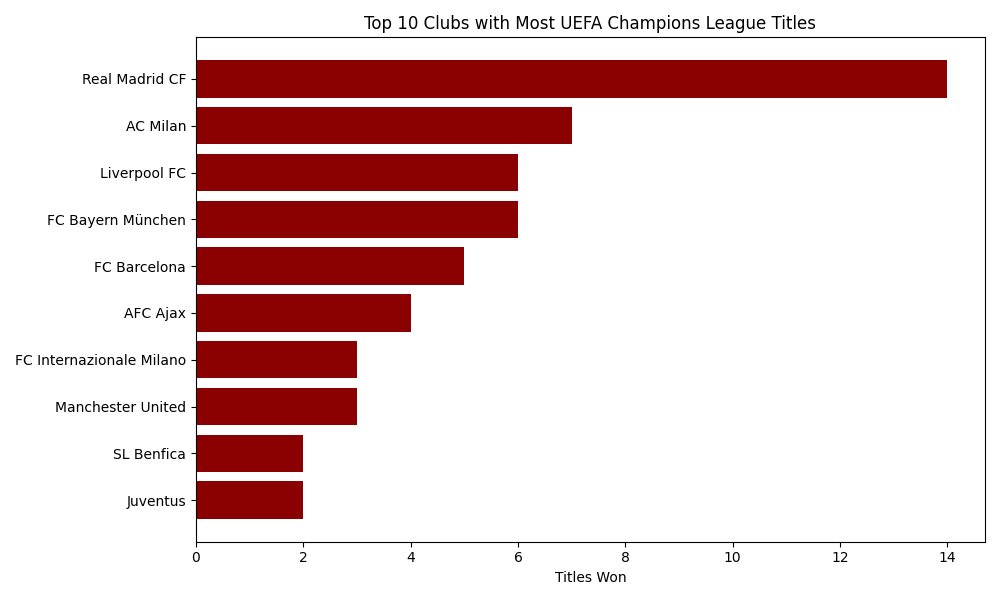 Top 10 Clubs with Most UEFA Champions League Titles
Real Madrid CF
AC Milan
Liverpool FC
FC Bayern München
FC Barcelona
AFC Ajax
FC Internazionale Milano
Manchester United
SL Benfica
Juventus
0 2 4 6 8 10 12 14
Titles Won